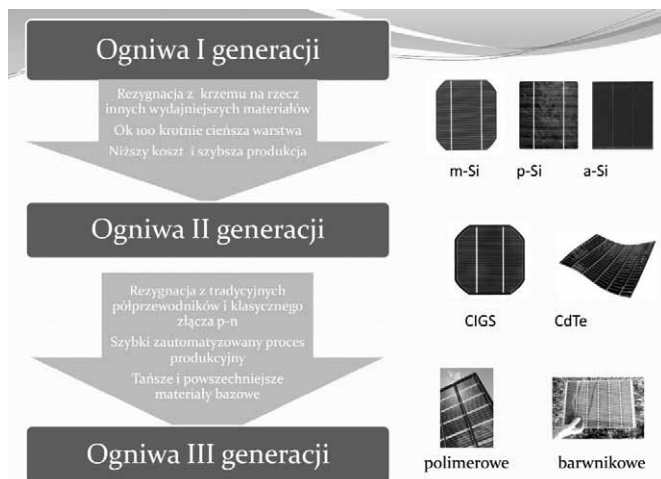 Ogniwa I generacji
Rezygnacja z krzemu na rzecz
innych wydajniejszych materiałów
Ok 100 krotnie cieńsza warstwa
Niższy koszt i szybsza produkcja
m-Si p-Si a-Si
Ogniwa II generacji
Rezygnacja z tradycyjnych
półprzewodników i klasycznego
złącza p-n
Szybki zautomatyzowany proces
produkcyjny
Tańsze i powszechniejsze
materiały bazowe
CIGS CdTe
Ogniwa III generacji
polimerowe barwnikowe